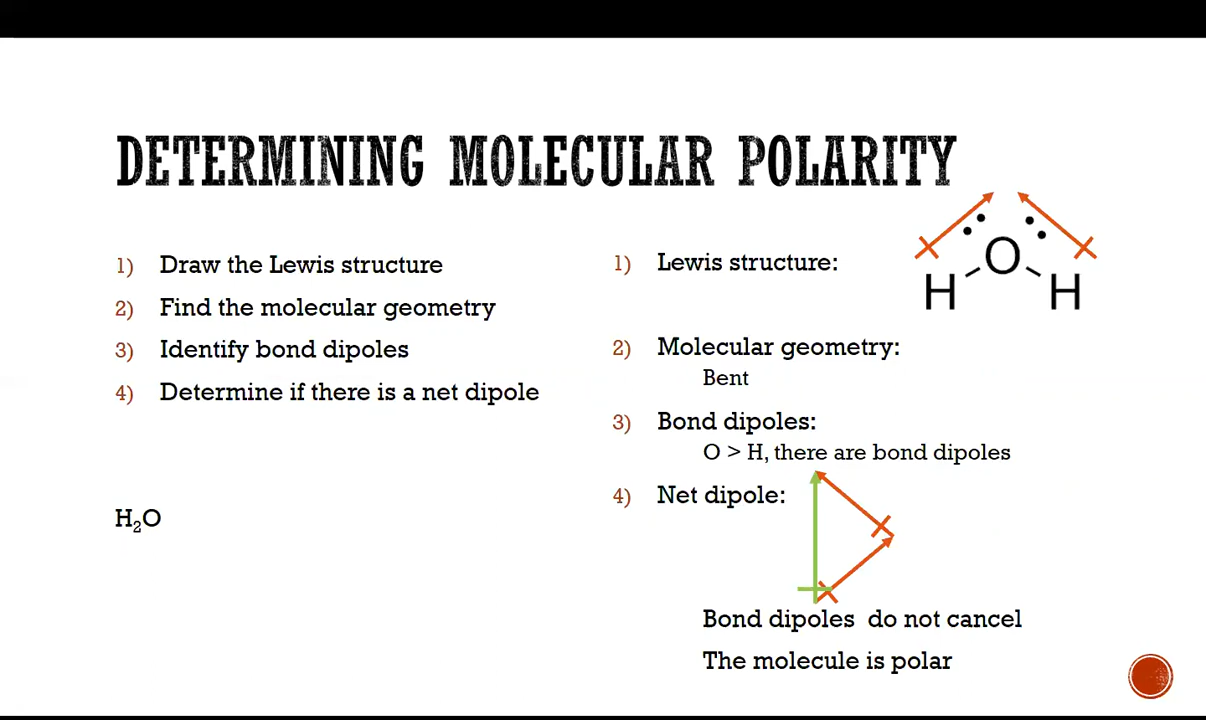 DETERMINING MOLECULAR POLARITY
1) Draw the Lewis structure
2) Find the molecular geometry
3) Identify bond dipoles
4) Determine if there is a net dipole
H₂O
1) Lewis structure:
O
H H
2) Molecular geometry:
Bent
3) Bond dipoles:
O > H, there are bond dipoles
4) Net dipole:
Bond dipoles do not cancel
The molecule is polar